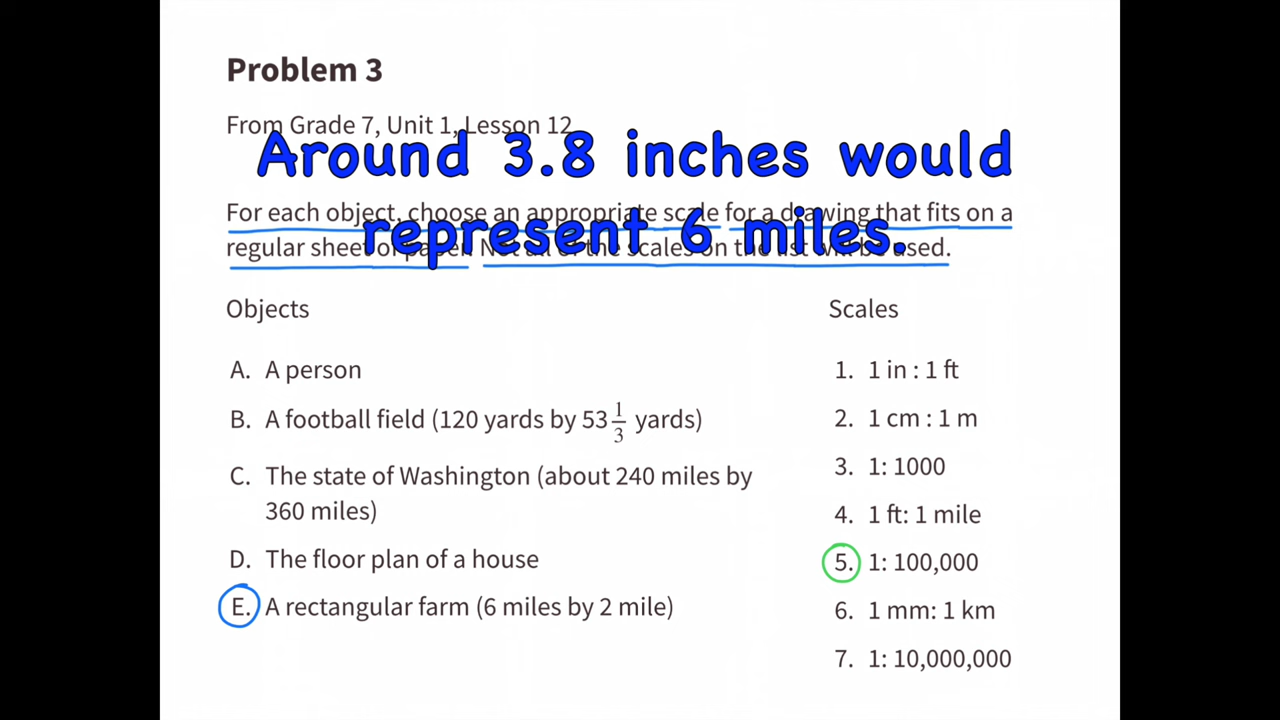 Problem 3
From Grade 7, Unit 1, Lesson 12
Around 3.8 inches would
represent 6 miles.
For each object, choose an appropriate scale for a drawing that fits on a
regular sheet of paper. Not all of the scales on the list will be used.
Objects
Scales
A. A person
1. 1 in : 1 ft
B. A football field (120 yards by 53 1/3 yards)
2. 1 cm : 1 m
C. The state of Washington (about 240 miles by
360 miles)
3. 1: 1000
4. 1 ft: 1 mile
D. The floor plan of a house
5. 1: 100,000
E. A rectangular farm (6 miles by 2 mile)
6. 1 mm: 1 km
7. 1: 10,000,000